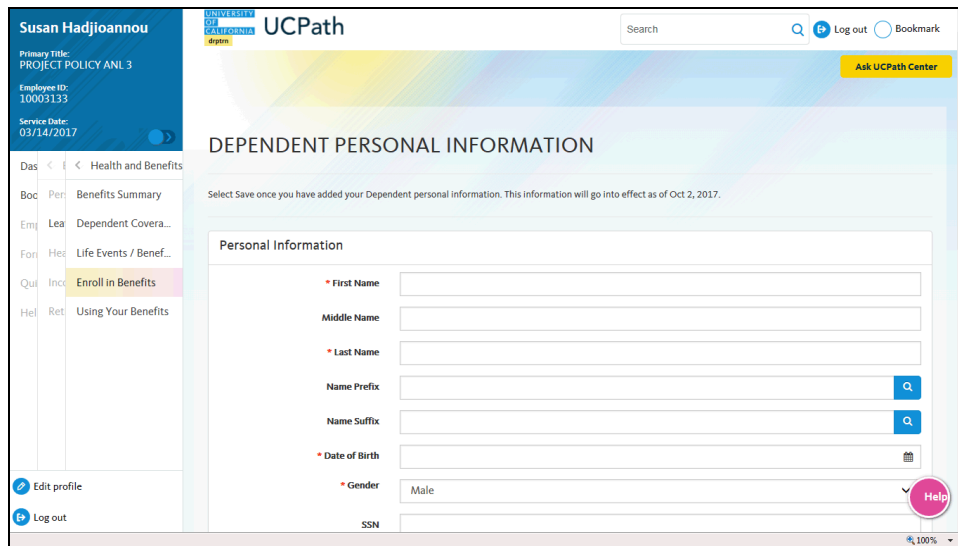 Susan Hadjioannou
Primary Title:
PROJECT POLICY ANL 3
Employee ID:
10003133
Service Date:
03/14/2017
Das
Boc
Emp
Fori
Qui
Hel
Per
Lea
Hea
Inco
Ret
Health and Benefits
Benefits Summary
Dependent Covera...
Life Events / Benef...
Enroll in Benefits
Using Your Benefits
Edit profile
Log out
UNIVERSITY
OF
CALIFORNIA
drptrn
UCPath
Search
Log out
Bookmark
Ask UCPath Center
DEPENDENT PERSONAL INFORMATION
Select Save once you have added your Dependent personal information. This information will go into effect as of Oct 2, 2017.
Personal Information
* First Name
Middle Name
* Last Name
Name Prefix
Name Suffix
* Date of Birth
* Gender
Male
SSN
Help
100%